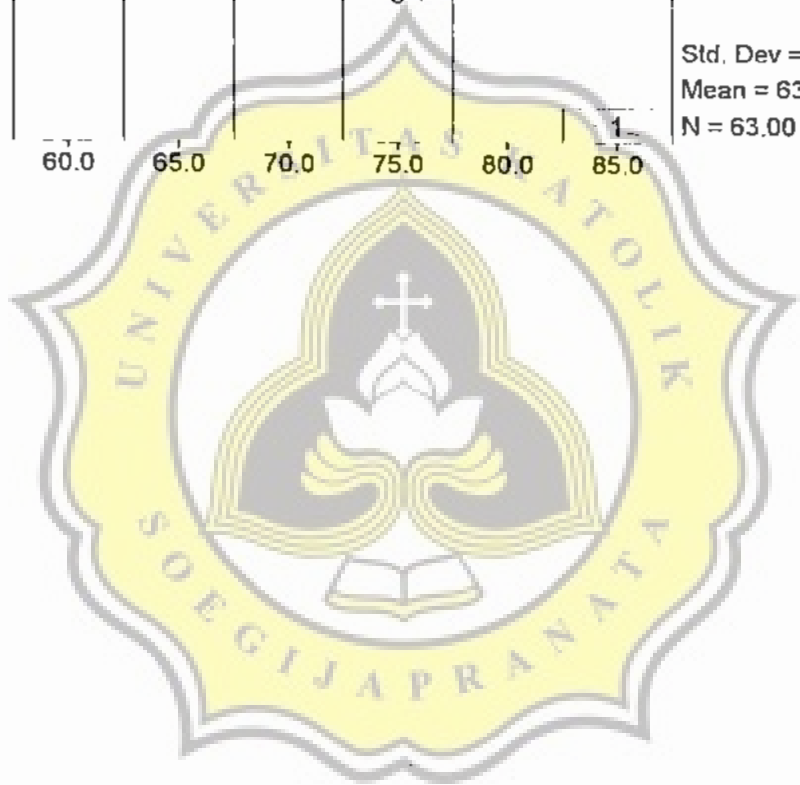 Std. Dev =
Mean = 63
N = 63.00
1
60.0 65.0 70.0 75.0 80.0 85.0
UNIVERSITAS KATOLIK
SOEGIJAPRANATA